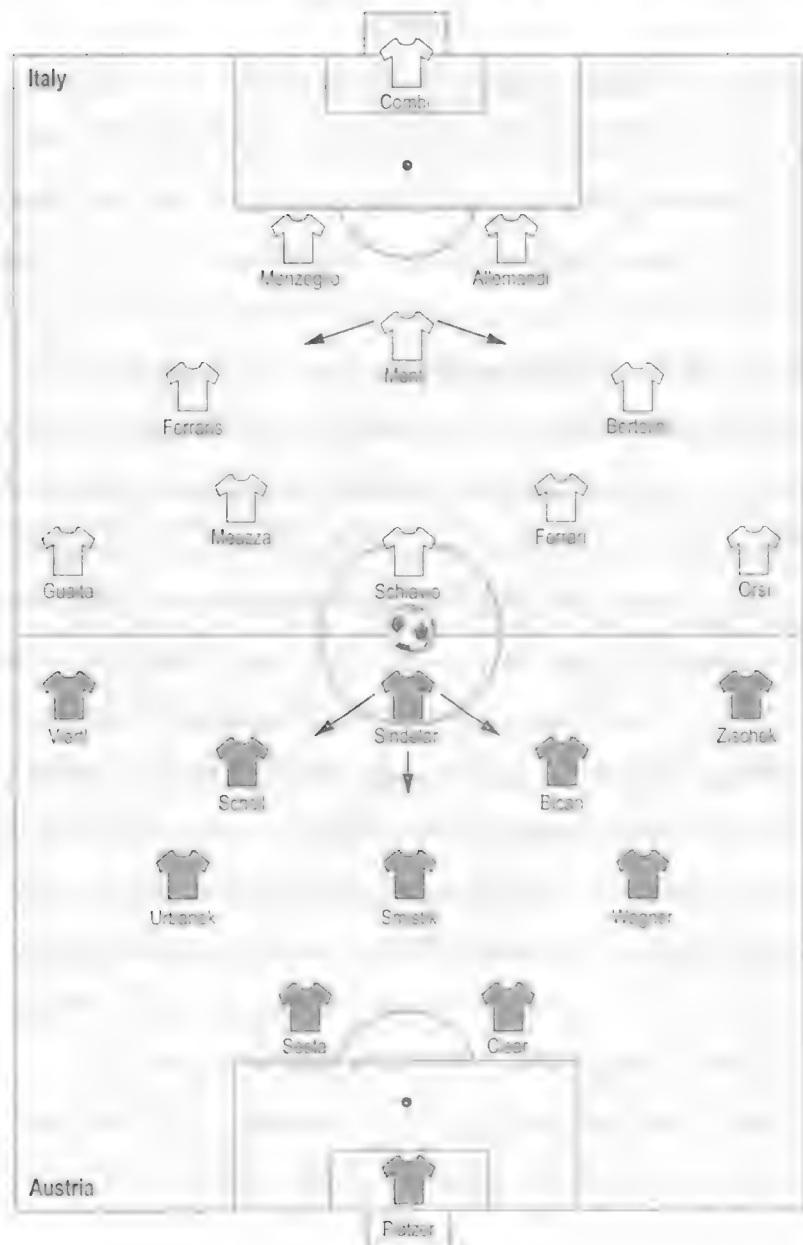 Italy
Combi
Monzeglio
Allemandi
Monti
Ferraris
Bertolini
Meazza
Ferrari
Guaita
Schiavio
Orsi
Viertl
Sindelar
Zischek
Schall
Bican
Urbanek
Smistik
Wagner
Sesta
Cisar
Austria
Platzer